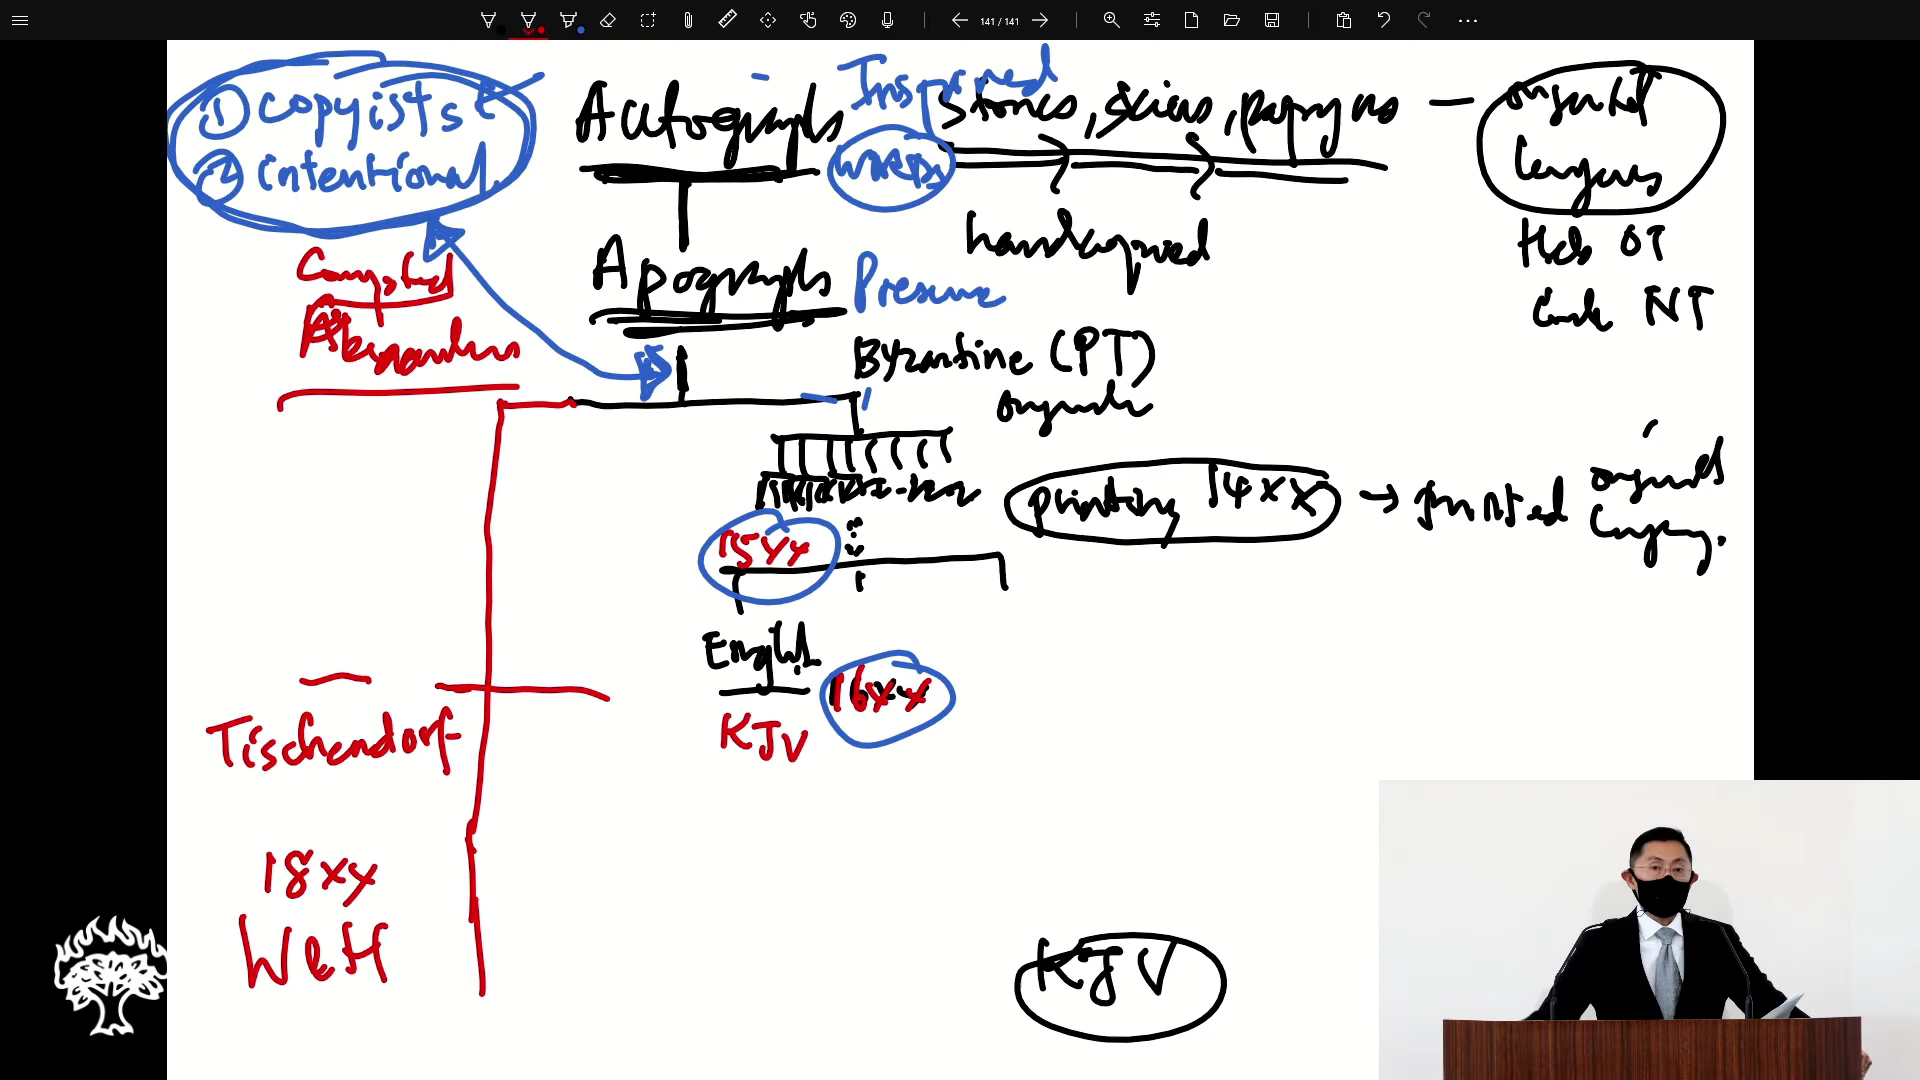 141 / 141
① copyists
② intentional
Autographs
Inspired
words
stones, skins, papyrus —
original
languages
handcopied
Heb OT
Greek NT
Apographs
Preserve
Corrupted
Alexandrian
Byzantine (PT)
originals
printing 14xx → printed
original
languag.
15xx
English
16xx
KJV
Tischendorf
18xx
W&H
KJV